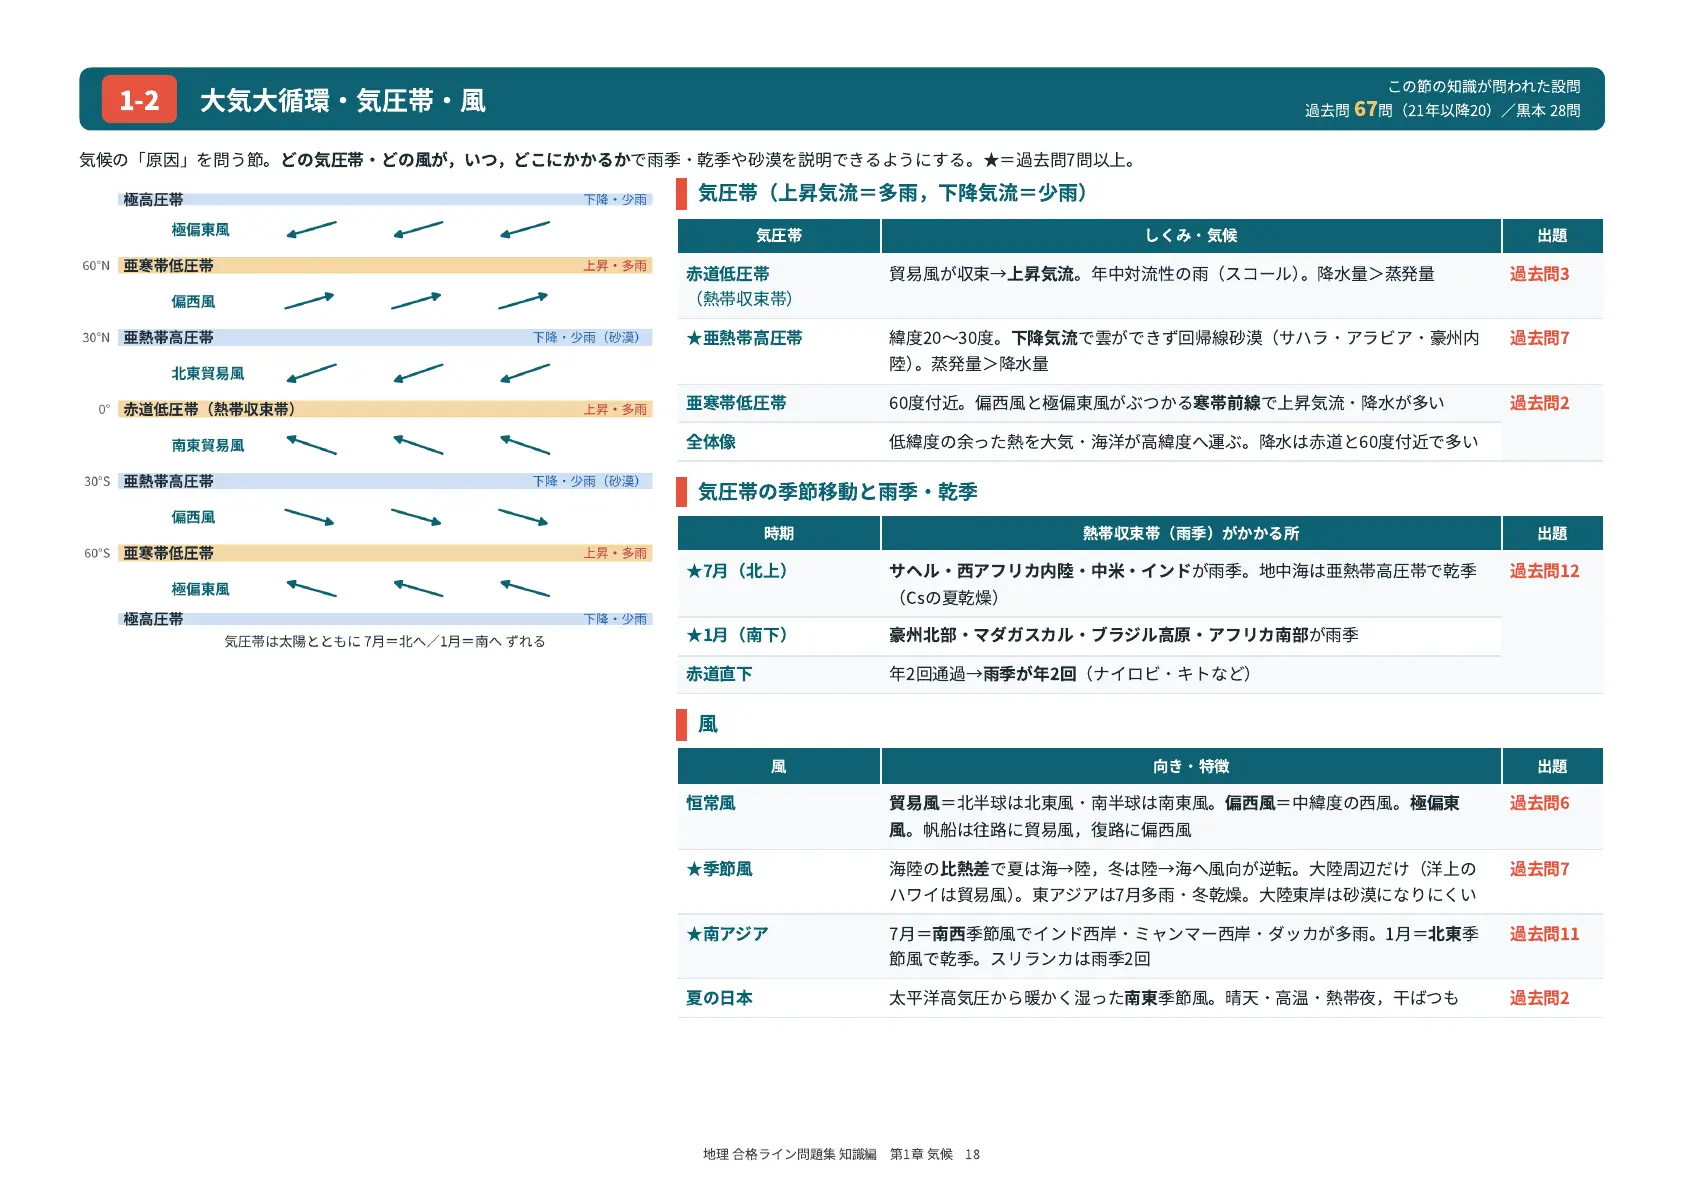 1-2 大気大循環・気圧帯・風
この節の知識が問われた設問
過去問 67問（21年以降20）／黒本 28問
気候の「原因」を問う節。どの気圧帯・どの風が，いつ，どこにかかるかで雨季・乾季や砂漠を説明できるようにする。★＝過去問7問以上。
極高圧帯 下降・少雨
極偏東風
60°N 亜寒帯低圧帯 上昇・多雨
偏西風
30°N 亜熱帯高圧帯 下降・少雨（砂漠）
北東貿易風
0° 赤道低圧帯（熱帯収束帯） 上昇・多雨
南東貿易風
30°S 亜熱帯高圧帯 下降・少雨（砂漠）
偏西風
60°S 亜寒帯低圧帯 上昇・多雨
極偏東風
極高圧帯 下降・少雨
気圧帯は太陽とともに 7月＝北へ／1月＝南へ ずれる
気圧帯（上昇気流＝多雨，下降気流＝少雨）
気圧帯 しくみ・気候 出題
赤道低圧帯 貿易風が収束→上昇気流。年中対流性の雨（スコール）。降水量＞蒸発量 過去問3
（熱帯収束帯）
★亜熱帯高圧帯 緯度20〜30度。下降気流で雲ができず回帰線砂漠（サハラ・アラビア・豪州内 過去問7
陸）。蒸発量＞降水量
亜寒帯低圧帯 60度付近。偏西風と極偏東風がぶつかる寒帯前線で上昇気流・降水が多い 過去問2
全体像 低緯度の余った熱を大気・海洋が高緯度へ運ぶ。降水は赤道と60度付近で多い
気圧帯の季節移動と雨季・乾季
時期 熱帯収束帯（雨季）がかかる所 出題
★7月（北上） サヘル・西アフリカ内陸・中米・インドが雨季。地中海は亜熱帯高圧帯で乾季 過去問12
（Csの夏乾燥）
★1月（南下） 豪州北部・マダガスカル・ブラジル高原・アフリカ南部が雨季
赤道直下 年2回通過→雨季が年2回（ナイロビ・キトなど）
風
風 向き・特徴 出題
恒常風 貿易風＝北半球は北東風・南半球は南東風。偏西風＝中緯度の西風。極偏東 過去問6
風。帆船は往路に貿易風，復路に偏西風
★季節風 海陸の比熱差で夏は海→陸，冬は陸→海へ風向が逆転。大陸周辺だけ（洋上の 過去問7
ハワイは貿易風）。東アジアは7月多雨・冬乾燥。大陸東岸は砂漠になりにくい
★南アジア 7月＝南西季節風でインド西岸・ミャンマー西岸・ダッカが多雨。1月＝北東季 過去問11
節風で乾季。スリランカは雨季2回
夏の日本 太平洋高気圧から暖かく湿った南東季節風。晴天・高温・熱帯夜，干ばつも 過去問2
地理 合格ライン問題集 知識編 第1章 気候 18